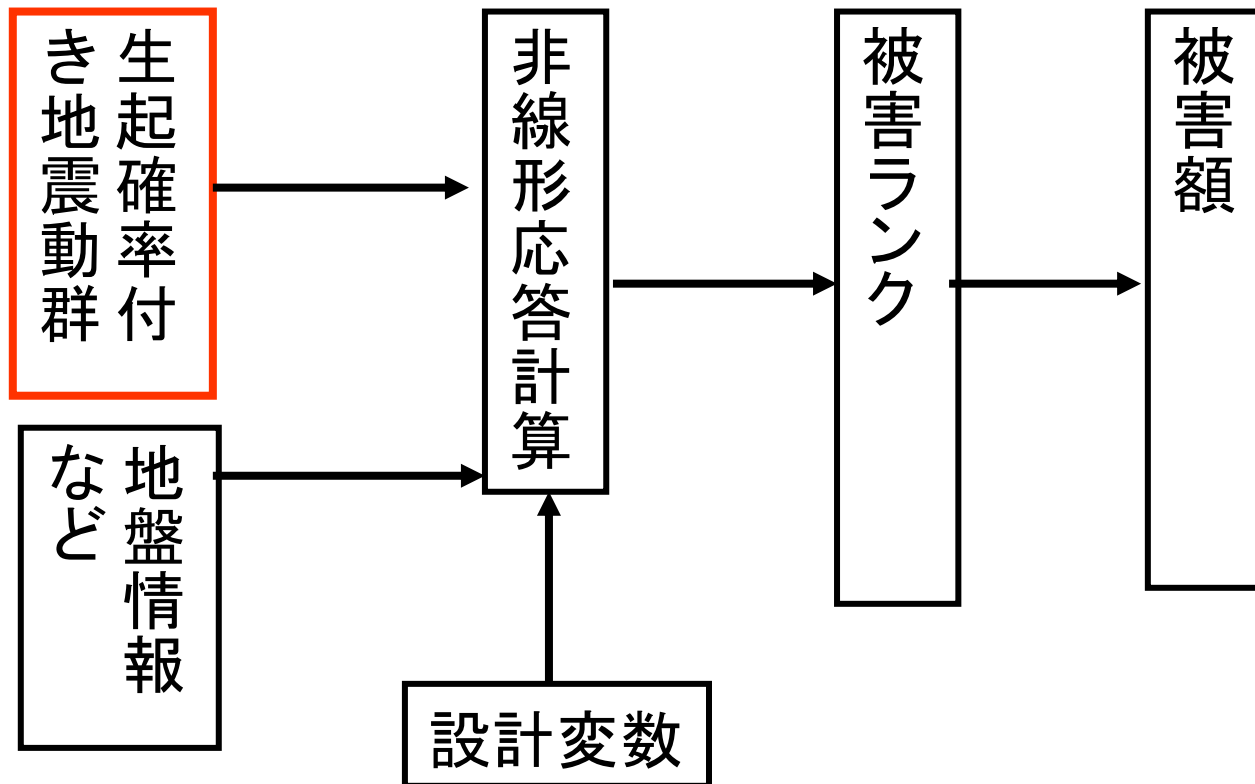 生起確率付
き地震動群
地盤情報
など
非線形応答計算
設計変数
被害ランク
被害額